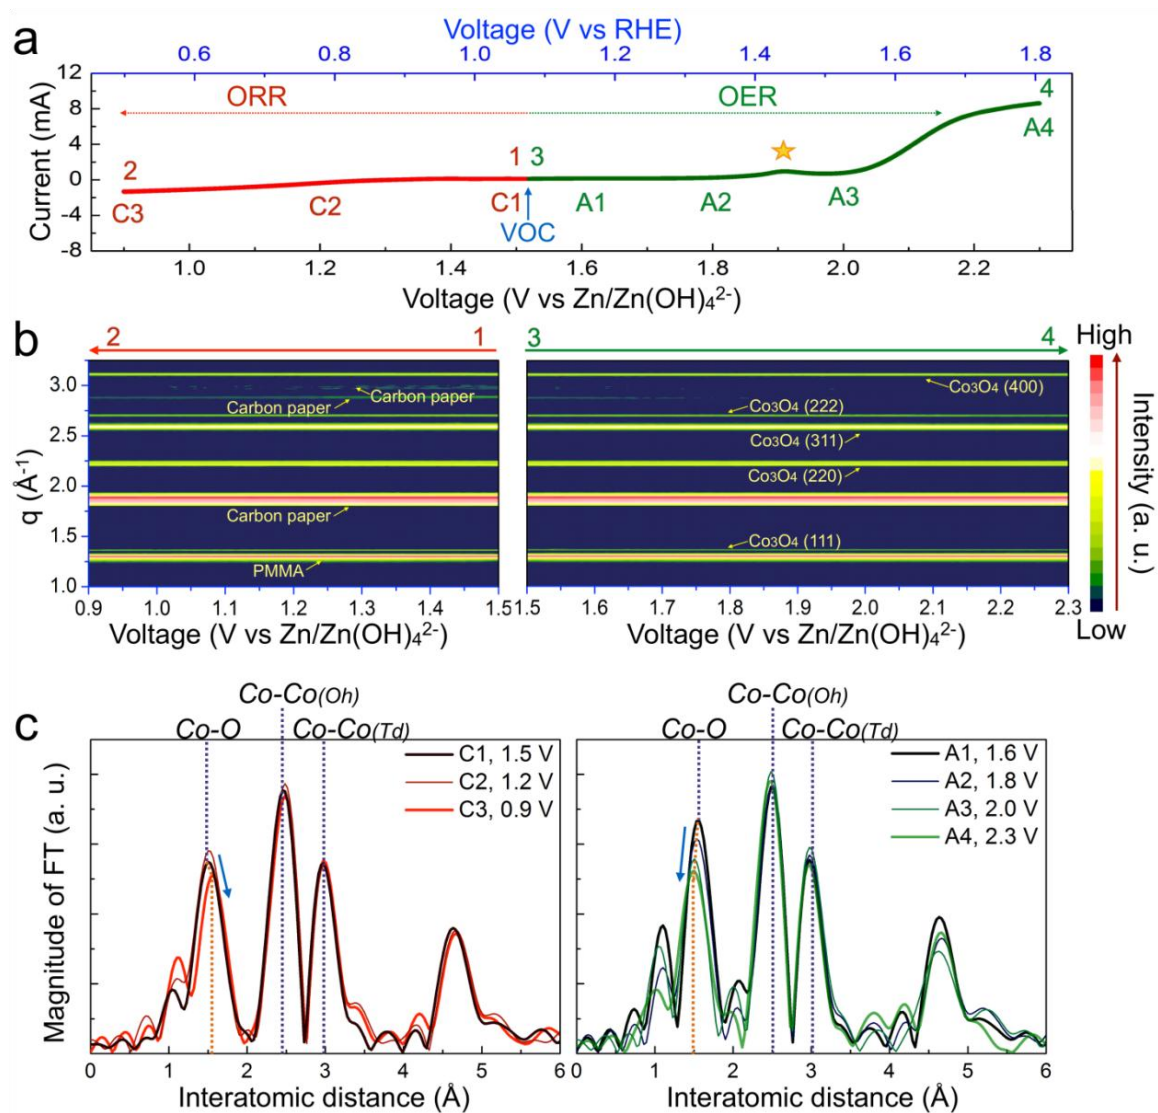 a
Voltage (V vs RHE)
0.6 0.8 1.0 1.2 1.4 1.6 1.8
Current (mA)
12
8
4
0
-4
-8
ORR OER
4
A4
2 1 3
C3 C2 C1 A1 A2 A3
VOC
1.0 1.2 1.4 1.6 1.8 2.0 2.2
Voltage (V vs Zn/Zn(OH)₄²⁻)
b
2 1 3 4
High
Intensity (a. u.)
Low
q (Å⁻¹)
3.0
2.5
2.0
1.5
1.0
Carbon paper
Carbon paper
Carbon paper
PMMA
Co₃O₄ (400)
Co₃O₄ (222)
Co₃O₄ (311)
Co₃O₄ (220)
Co₃O₄ (111)
0.9 1.0 1.1 1.2 1.3 1.4 1.5
1.5 1.6 1.7 1.8 1.9 2.0 2.1 2.2 2.3
Voltage (V vs Zn/Zn(OH)₄²⁻)
Voltage (V vs Zn/Zn(OH)₄²⁻)
c
Magnitude of FT (a. u.)
Co-Co(Oh)
Co-O Co-Co(Td)
C1, 1.5 V
C2, 1.2 V
C3, 0.9 V
0 1 2 3 4 5 6
Interatomic distance (Å)
Co-Co(Oh)
Co-O Co-Co(Td)
A1, 1.6 V
A2, 1.8 V
A3, 2.0 V
A4, 2.3 V
0 1 2 3 4 5 6
Interatomic distance (Å)